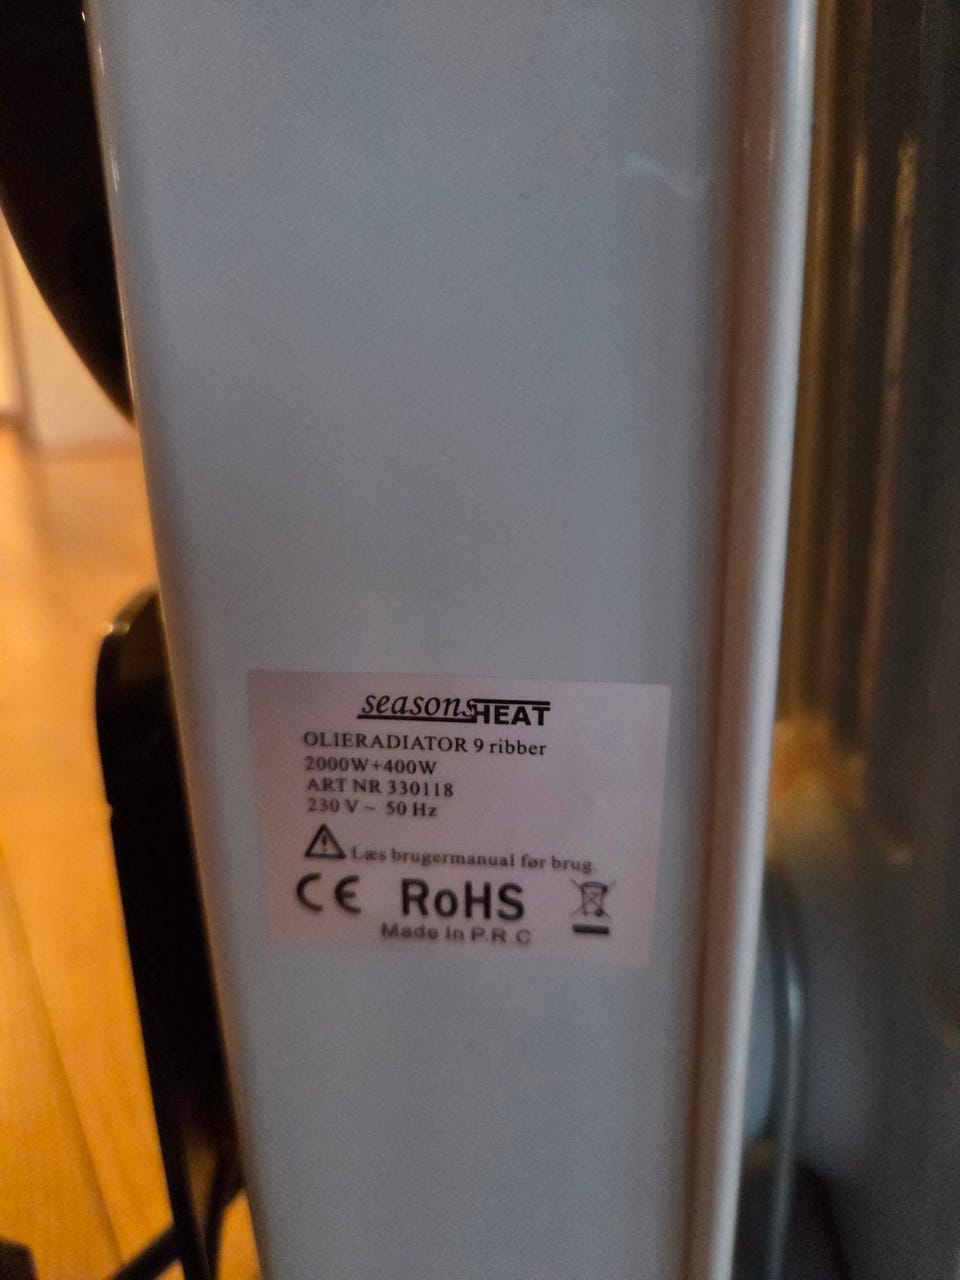 seasonsHEAT
OLIERADIATOR 9 ribber
2000W+400W
ART NR 330118
230 V ~ 50 Hz
Læs brugermanual før brug.
CE RoHS
Made In P.R.C